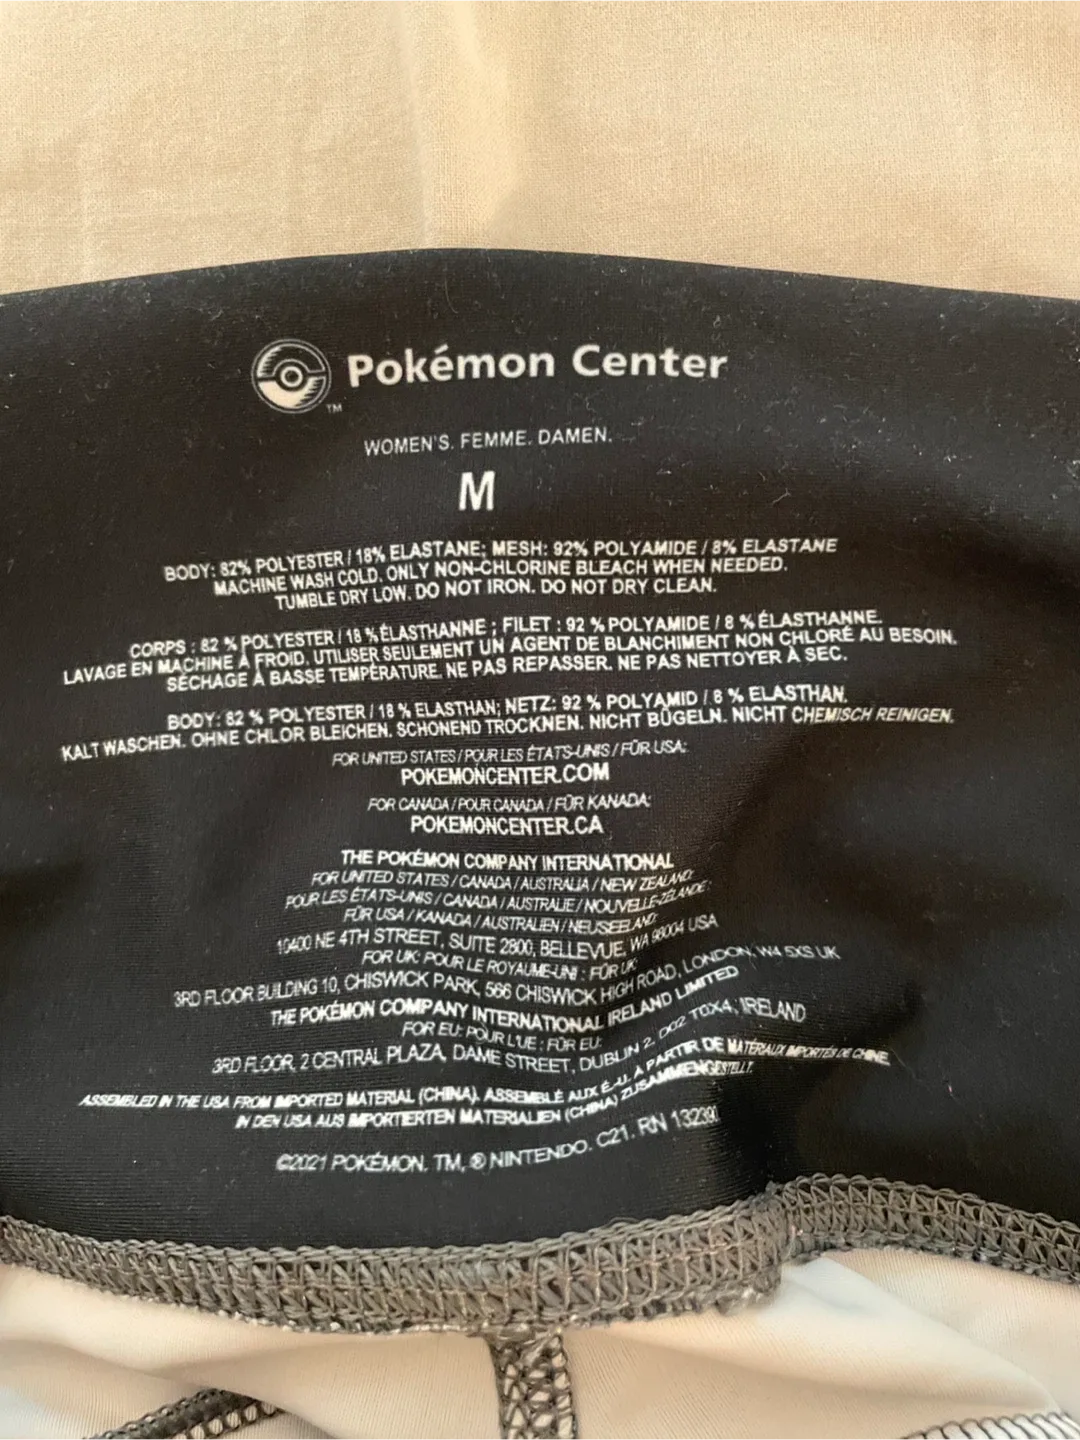 Pokémon Center
TM
WOMEN'S. FEMME. DAMEN.
M
BODY: 82% POLYESTER / 18% ELASTANE; MESH: 92% POLYAMIDE / 8% ELASTANE
MACHINE WASH COLD. ONLY NON-CHLORINE BLEACH WHEN NEEDED.
TUMBLE DRY LOW. DO NOT IRON. DO NOT DRY CLEAN.
CORPS : 82 % POLYESTER / 18 % ÉLASTHANNE ; FILET : 92 % POLYAMIDE / 8 % ÉLASTHANNE.
LAVAGE EN MACHINE À FROID. UTILISER SEULEMENT UN AGENT DE BLANCHIMENT NON CHLORÉ AU BESOIN.
SÉCHAGE À BASSE TEMPÉRATURE. NE PAS REPASSER. NE PAS NETTOYER À SEC.
BODY: 82 % POLYESTER / 18 % ELASTHAN; NETZ: 92 % POLYAMID / 8 % ELASTHAN.
KALT WASCHEN. OHNE CHLOR BLEICHEN. SCHONEND TROCKNEN. NICHT BÜGELN. NICHT CHEMISCH REINIGEN.
FOR UNITED STATES / POUR LES ÉTATS-UNIS / FÜR USA:
POKEMONCENTER.COM
FOR CANADA / POUR CANADA / FÜR KANADA:
POKEMONCENTER.CA
THE POKÉMON COMPANY INTERNATIONAL
FOR UNITED STATES / CANADA / AUSTRALIA / NEW ZEALAND:
POUR LES ÉTATS-UNIS / CANADA / AUSTRALIE / NOUVELLE-ZÉLANDE:
FÜR USA / KANADA / AUSTRALIEN / NEUSEELAND:
10400 NE 4TH STREET, SUITE 2800, BELLEVUE, WA 98004 USA
FOR UK: POUR LE ROYAUME-UNI : FÜR UK:
3RD FLOOR BUILDING 10, CHISWICK PARK, 566 CHISWICK HIGH ROAD, LONDON, W4 5XS UK
THE POKÉMON COMPANY INTERNATIONAL IRELAND LIMITED
FOR EU: POUR L'UE : FÜR EU:
3RD FLOOR, 2 CENTRAL PLAZA, DAME STREET, DUBLIN 2, D02 T0X4, IRELAND
ASSEMBLED IN THE USA FROM IMPORTED MATERIAL (CHINA). ASSEMBLÉ AUX É.-U. À PARTIR DE MATÉRIAUX IMPORTÉS DE CHINE.
IN DEN USA AUS IMPORTIERTEN MATERIALIEN (CHINA) ZUSAMMENGESTELLT.
©2021 POKÉMON. TM, ® NINTENDO. C21. RN 132390